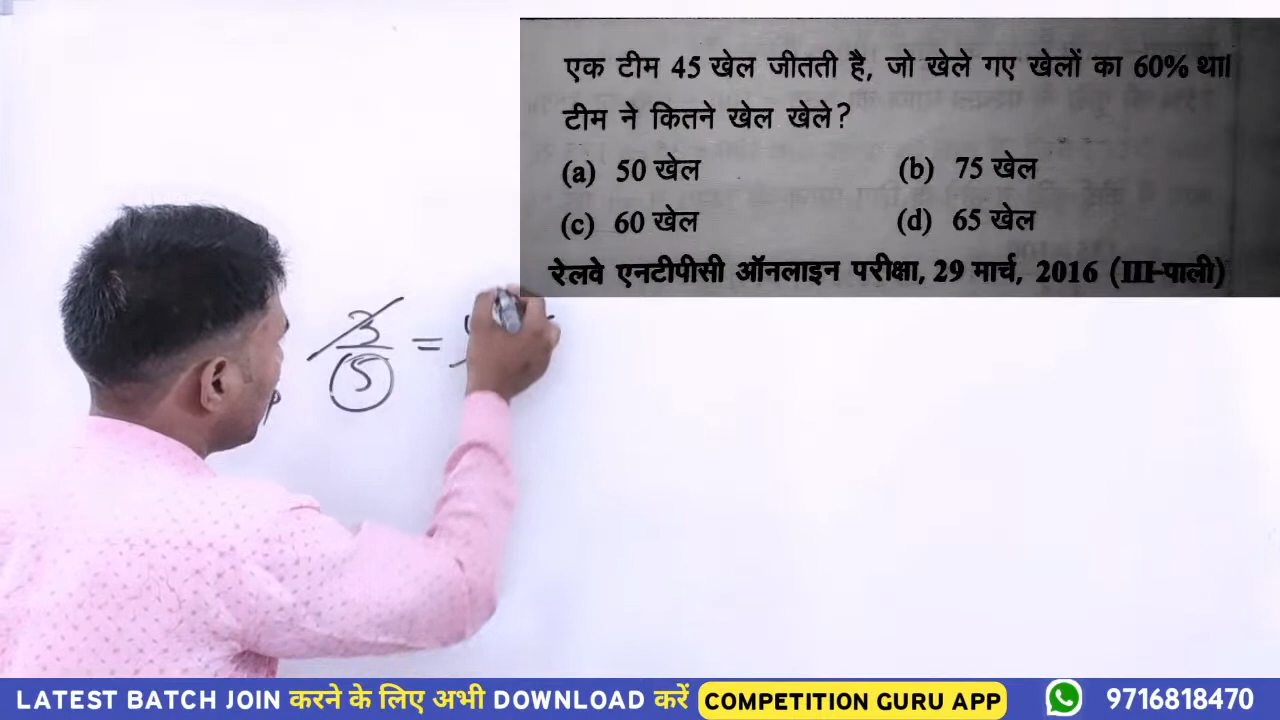 एक टीम 45 खेल जीतती है, जो खेले गए खेलों का 60% था।
टीम ने कितने खेल खेले?
(a) 50 खेल (b) 75 खेल
(c) 60 खेल (d) 65 खेल
रेलवे एनटीपीसी ऑनलाइन परीक्षा, 29 मार्च, 2016 (III-पाली)
3
5 =
LATEST BATCH JOIN करने के लिए अभी DOWNLOAD करें COMPETITION GURU APP 9716818470